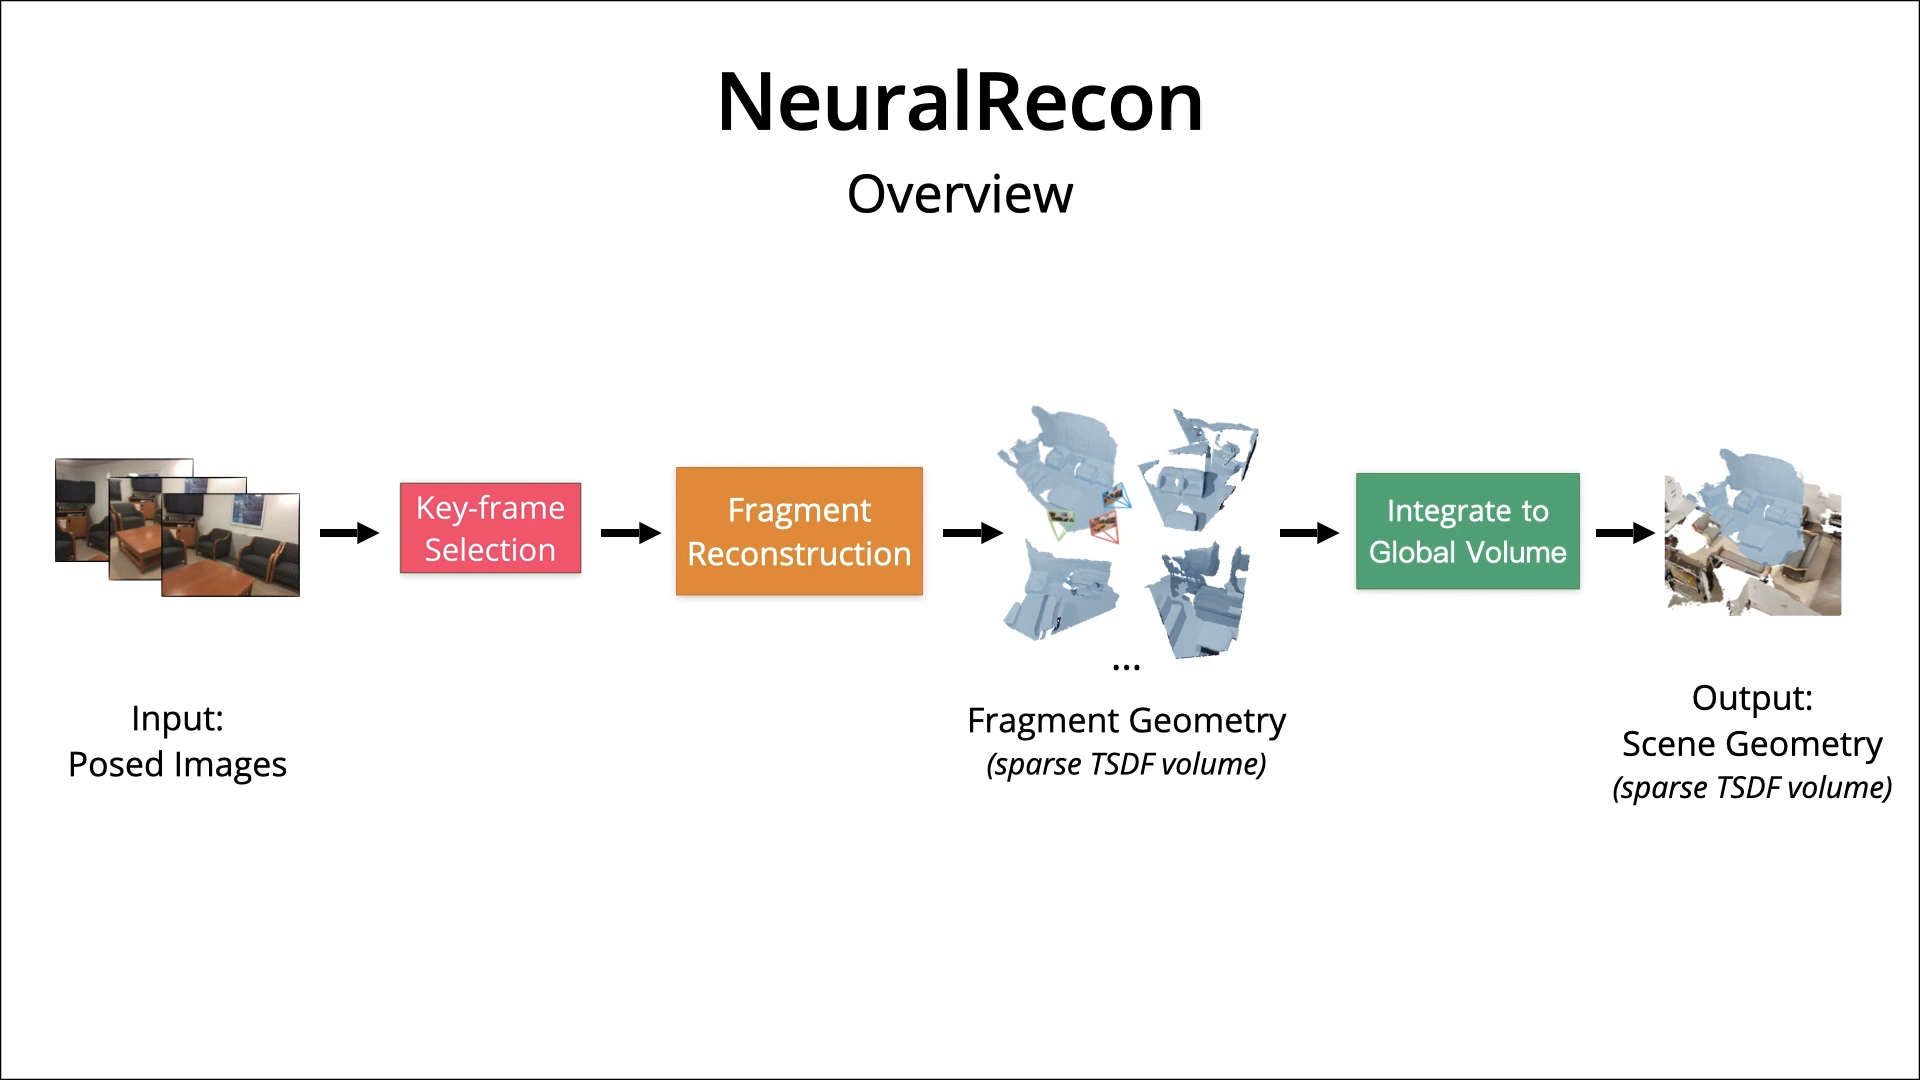 NeuralRecon
Overview
Key-frame
Selection
Fragment
Reconstruction
Integrate to
Global Volume
...
Input:
Posed Images
Fragment Geometry
(sparse TSDF volume)
Output:
Scene Geometry
(sparse TSDF volume)